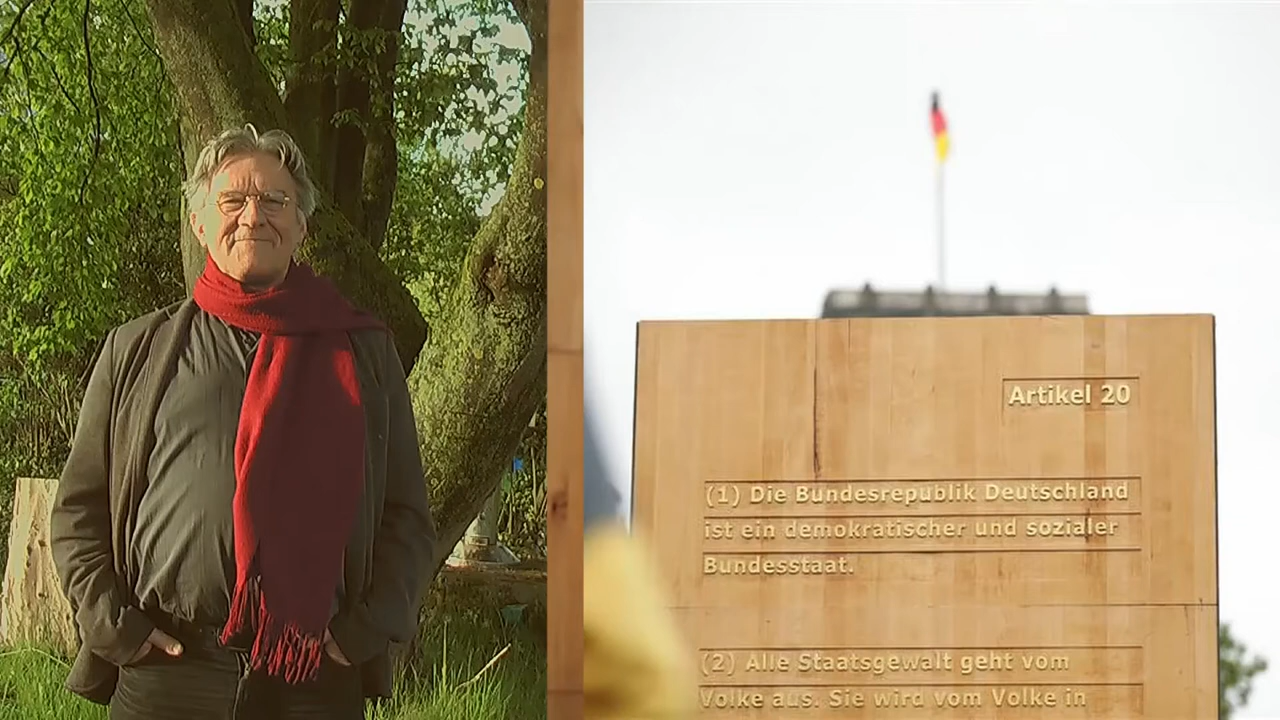 Artikel 20
(1) Die Bundesrepublik Deutschland
ist ein demokratischer und sozialer
Bundesstaat.
(2) Alle Staatsgewalt geht vom
Volke aus. Sie wird vom Volke in